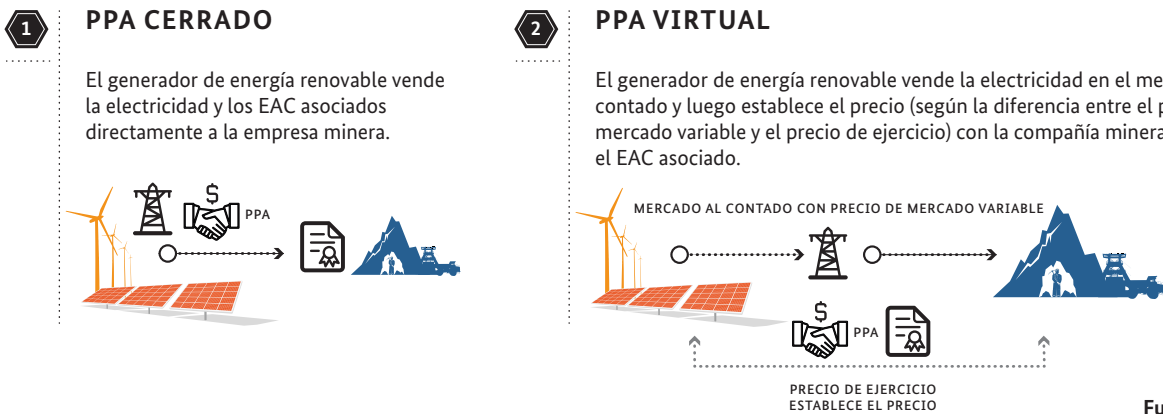 1
PPA CERRADO
El generador de energía renovable vende
la electricidad y los EAC asociados
directamente a la empresa minera.
$
PPA
2
PPA VIRTUAL
El generador de energía renovable vende la electricidad en el
contado y luego establece el precio (según la diferencia entre el
mercado variable y el precio de ejercicio) con la compañía minera
el EAC asociado.
MERCADO AL CONTADO CON PRECIO DE MERCADO VARIABLE
$
PPA
PRECIO DE EJERCICIO
ESTABLECE EL PRECIO